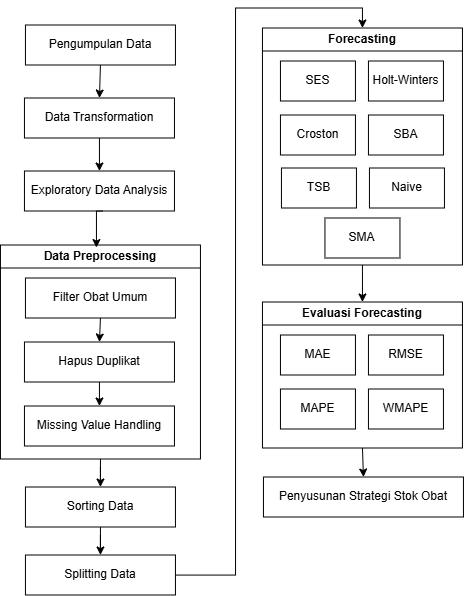 Pengumpulan Data
Data Transformation
Exploratory Data Analysis
Data Preprocessing
Filter Obat Umum
Hapus Duplikat
Missing Value Handling
Sorting Data
Splitting Data
Forecasting
SES
Holt-Winters
Croston
SBA
TSB
Naive
SMA
Evaluasi Forecasting
MAE
RMSE
MAPE
WMAPE
Penyusunan Strategi Stok Obat